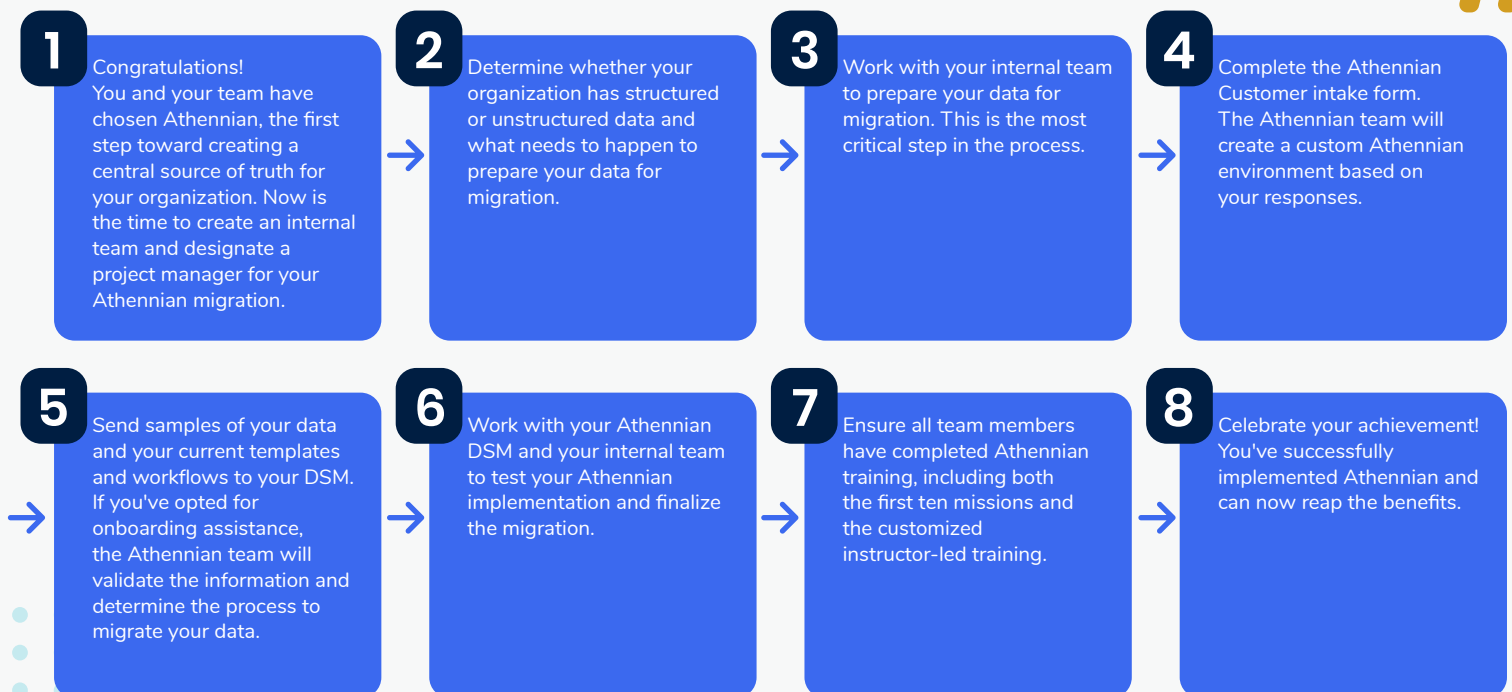 1
Congratulations!
You and your team have
chosen Athennian, the first
step toward creating a
central source of truth for
your organization. Now is
the time to create an internal
team and designate a
project manager for your
Athennian migration.
2
Determine whether your
organization has structured
or unstructured data and
what needs to happen to
prepare your data for
migration.
3
Work with your internal team
to prepare your data for
migration. This is the most
critical step in the process.
4
Complete the Athennian
Customer intake form.
The Athennian team will
create a custom Athennian
environment based on
your responses.
5
Send samples of your data
and your current templates
and workflows to your DSM.
If you've opted for
onboarding assistance,
the Athennian team will
validate the information and
determine the process to
migrate your data.
6
Work with your Athennian
DSM and your internal team
to test your Athennian
implementation and finalize
the migration.
7
Ensure all team members
have completed Athennian
training, including both
the first ten missions and
the customized
instructor-led training.
8
Celebrate your achievement!
You've successfully
implemented Athennian and
can now reap the benefits.